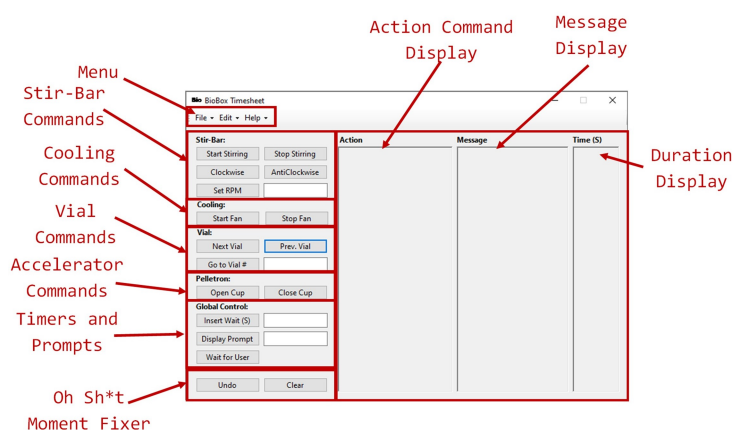 Action Command
Display
Message
Display
Menu
Stir-Bar
Commands
Cooling
Commands
Vial
Commands
Accelerator
Commands
Timers and
Prompts
Oh Sh*t
Moment Fixer
Duration
Display
Bio BioBox Timesheet
File Edit Help
Stir-Bar:
Start Stirring Stop Stirring
Clockwise AntiClockwise
Set RPM
Cooling:
Start Fan Stop Fan
Vial:
Next Vial Prev. Vial
Go to Vial #
Pelletron:
Open Cup Close Cup
Global Control:
Insert Wait (S)
Display Prompt
Wait for User
Undo Clear
Action Message Time (S)